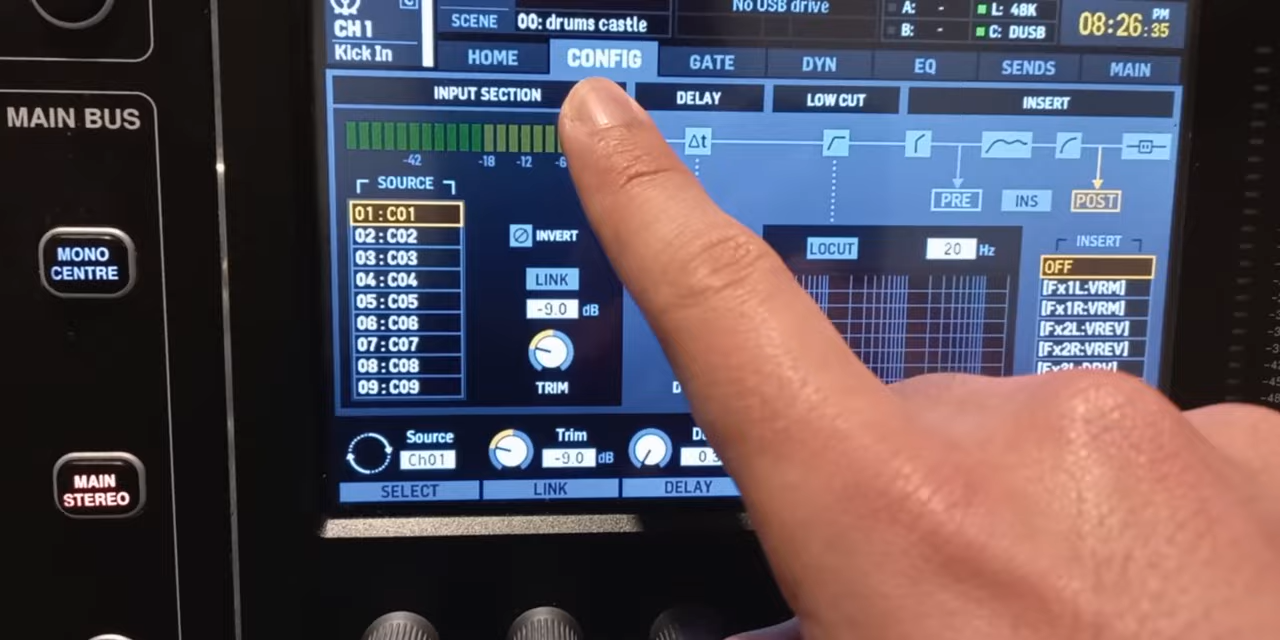 CH1
Kick In
SCENE
00: drums castle
No USB drive
A: -
B: -
L: 48K
C: DUSB
08:26:35 PM
HOME
CONFIG
GATE
DYN
EQ
SENDS
MAIN
INPUT SECTION
DELAY
LOW CUT
INSERT
-42
-18
-12
Δt
PRE
INS
POST
SOURCE
01:C01
02:C02
03:C03
04:C04
05:C05
06:C06
07:C07
08:C08
09:C09
INVERT
LINK
-9.0 dB
TRIM
LOCUT
20 Hz
INSERT
OFF
[Fx1L:VRM]
[Fx1R:VRM]
[Fx2L:VREV]
[Fx2R:VREV]
Source
Ch01
Trim
-9.0 dB
SELECT
LINK
DELAY
MAIN BUS
MONO
CENTRE
MAIN
STEREO